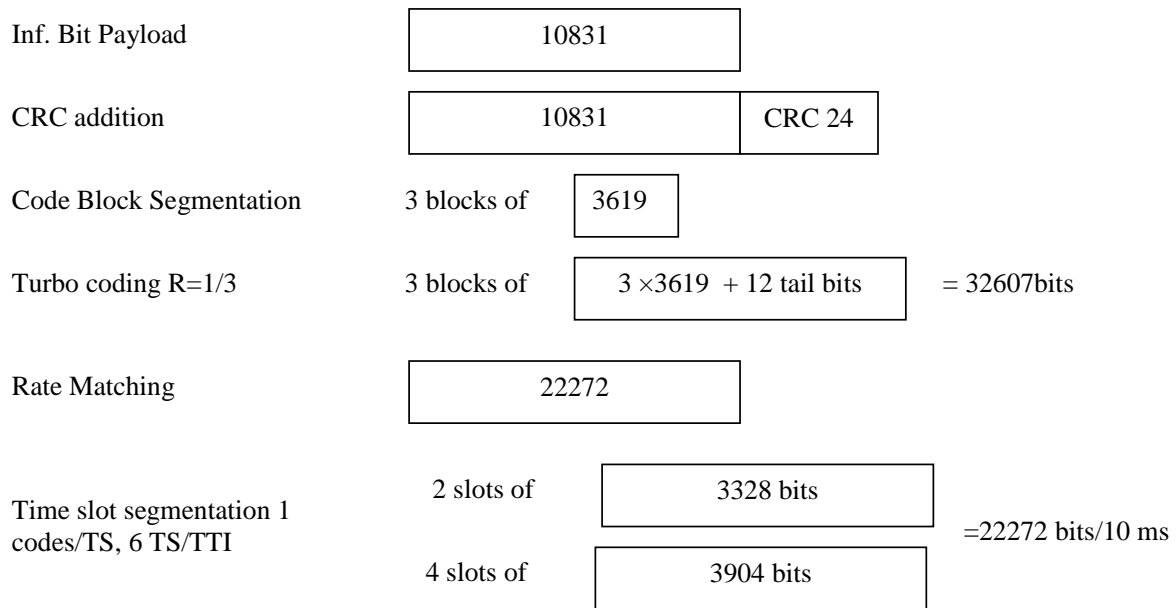 Inf. Bit Payload 10831
CRC addition 10831 CRC 24
Code Block Segmentation 3 blocks of 3619
Turbo coding R=1/3 3 blocks of 3 ×3619 + 12 tail bits = 32607bits
Rate Matching 22272
2 slots of 3328 bits
Time slot segmentation 1
codes/TS, 6 TS/TTI
=22272 bits/10 ms
4 slots of 3904 bits